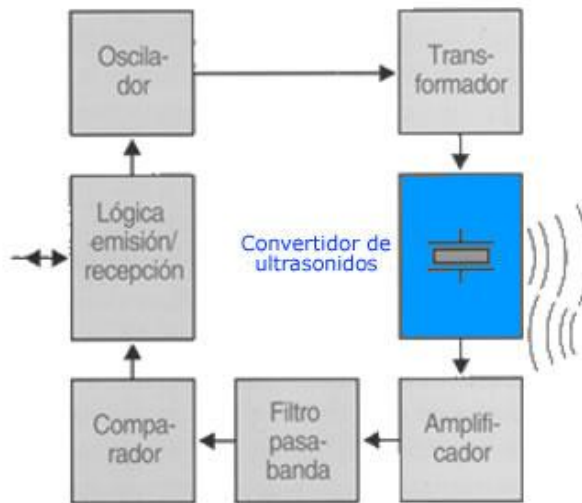 Oscila-
dor
Trans-
formador
Lógica
emisión/
recepción
Convertidor de
ultrasonidos
Compa-
rador
Filtro
pasa-
banda
Amplifi-
cador